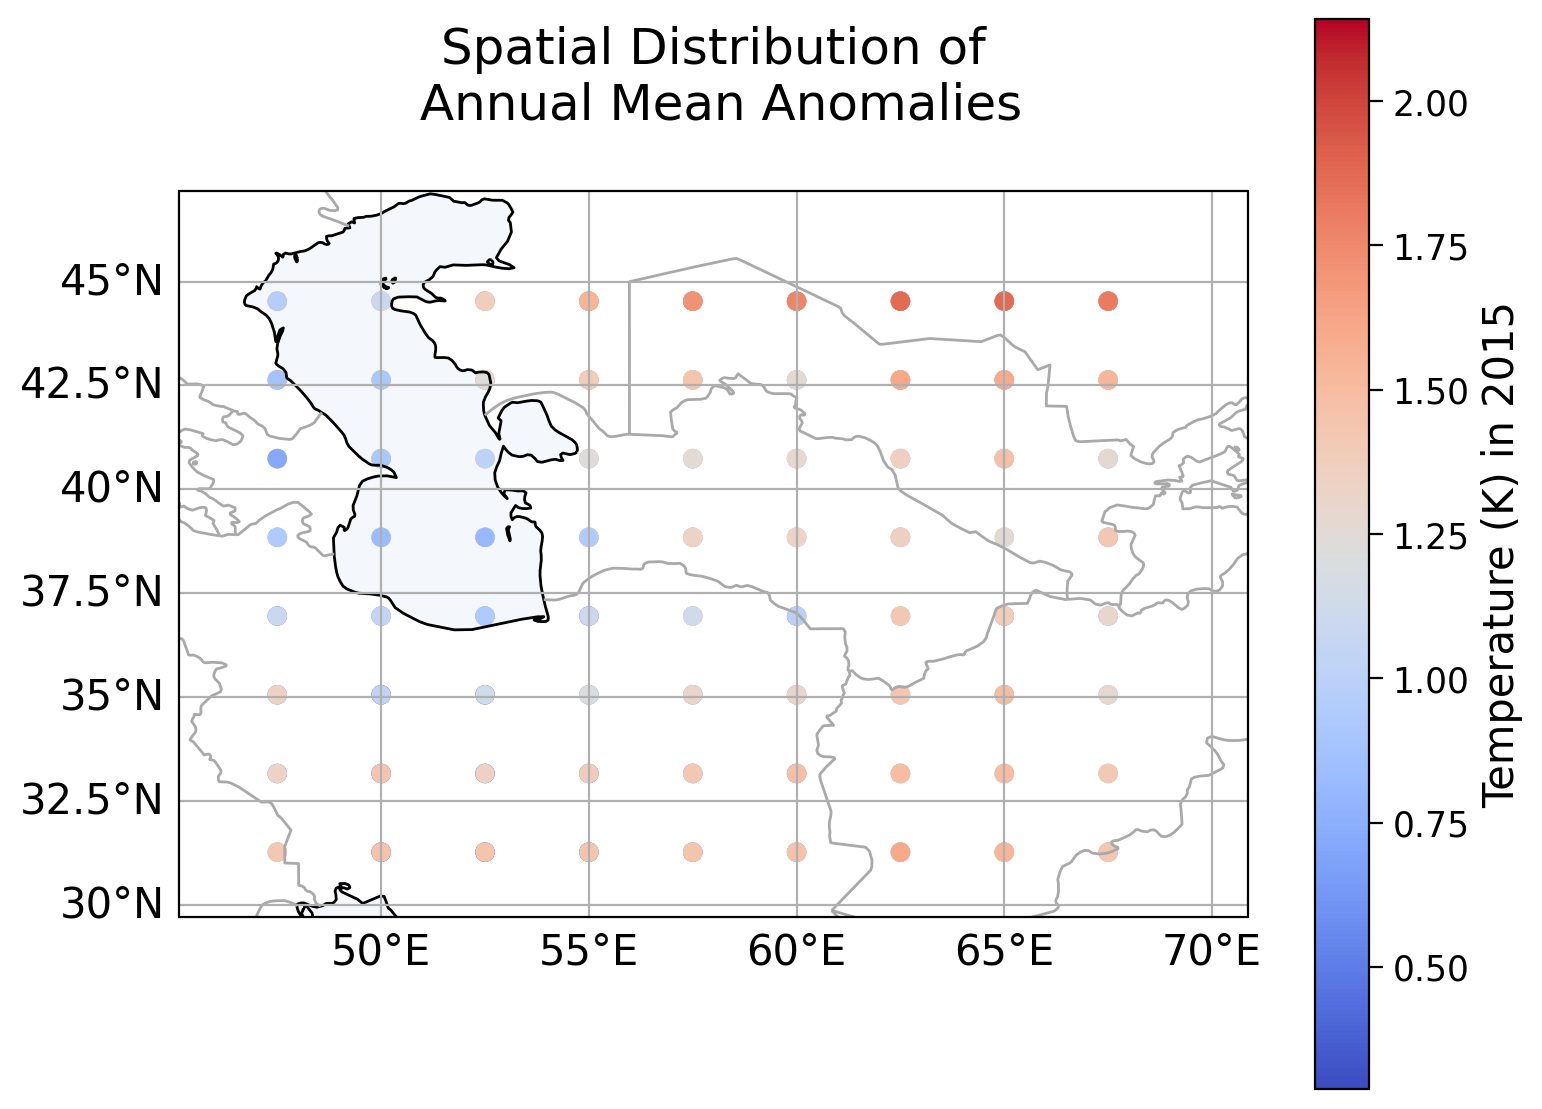 Spatial Distribution of
Annual Mean Anomalies
45°N
42.5°N
40°N
37.5°N
35°N
32.5°N
30°N
50°E
55°E
60°E
65°E
70°E
2.00
1.75
1.50
1.25
1.00
0.75
0.50
Temperature (K) in 2015